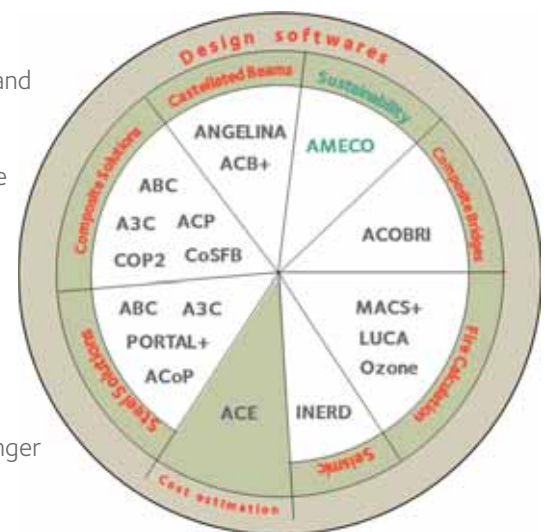 and
e
nger
Design softwares
Castellated Beams
ANGELINA
ACB+
Sustainability
AMECO
Composite Bridges
ACOBRI
Fire Calculation
MACS+
LUCA
Ozone
Seismic
INERD
Cost estimation
ACE
Steel Solutions
ABC A3C
PORTAL+
ACoP
Composite Solutions
ABC
A3C ACP
COP2 CoSFB